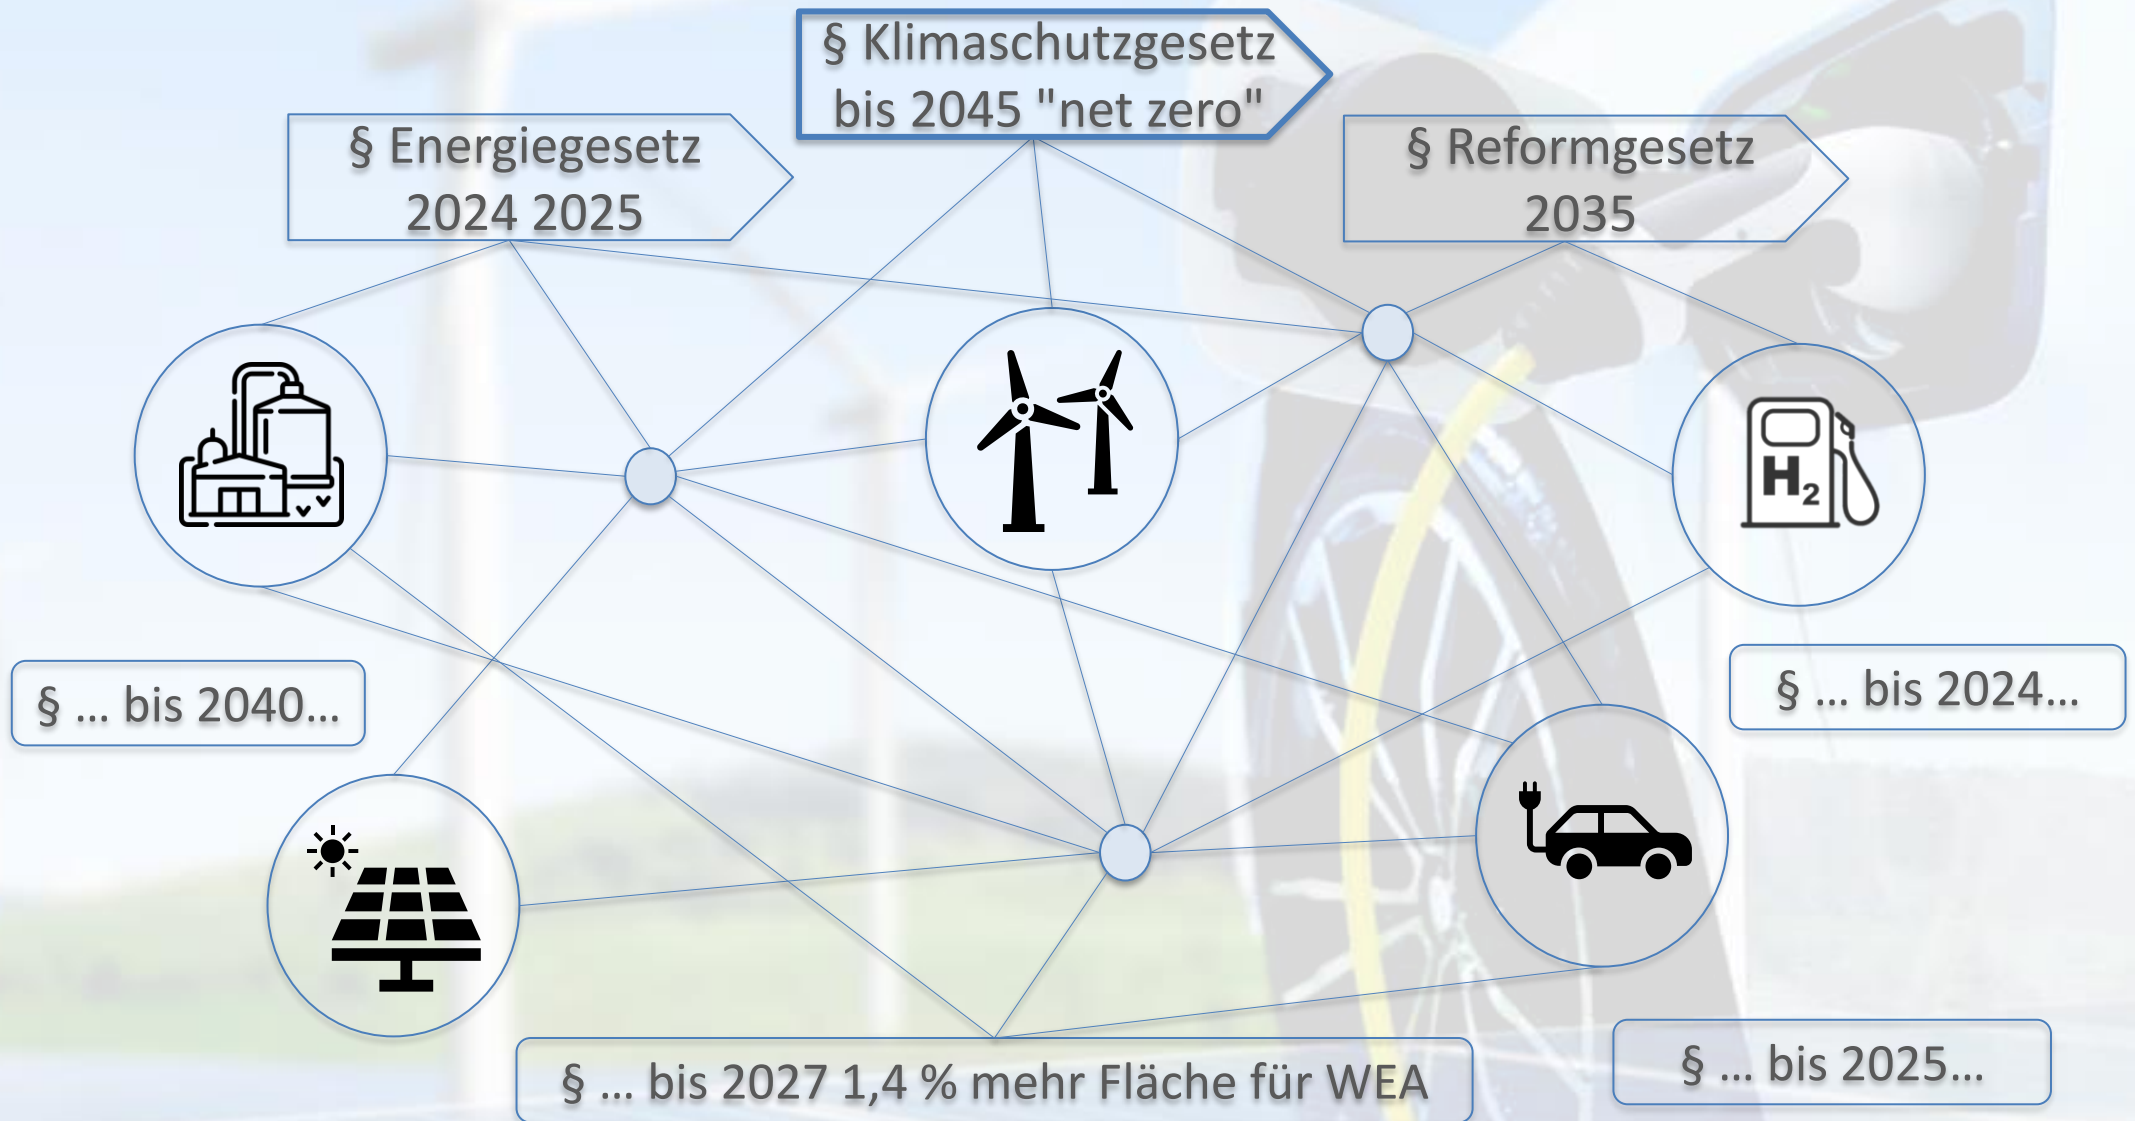 § Klimaschutzgesetz
bis 2045 "net zero"
§ Energiegesetz
2024 2025
§ Reformgesetz
2035
H2
§ ... bis 2040...
§ ... bis 2024...
§ ... bis 2027 1,4 % mehr Fläche für WEA
§ ... bis 2025...